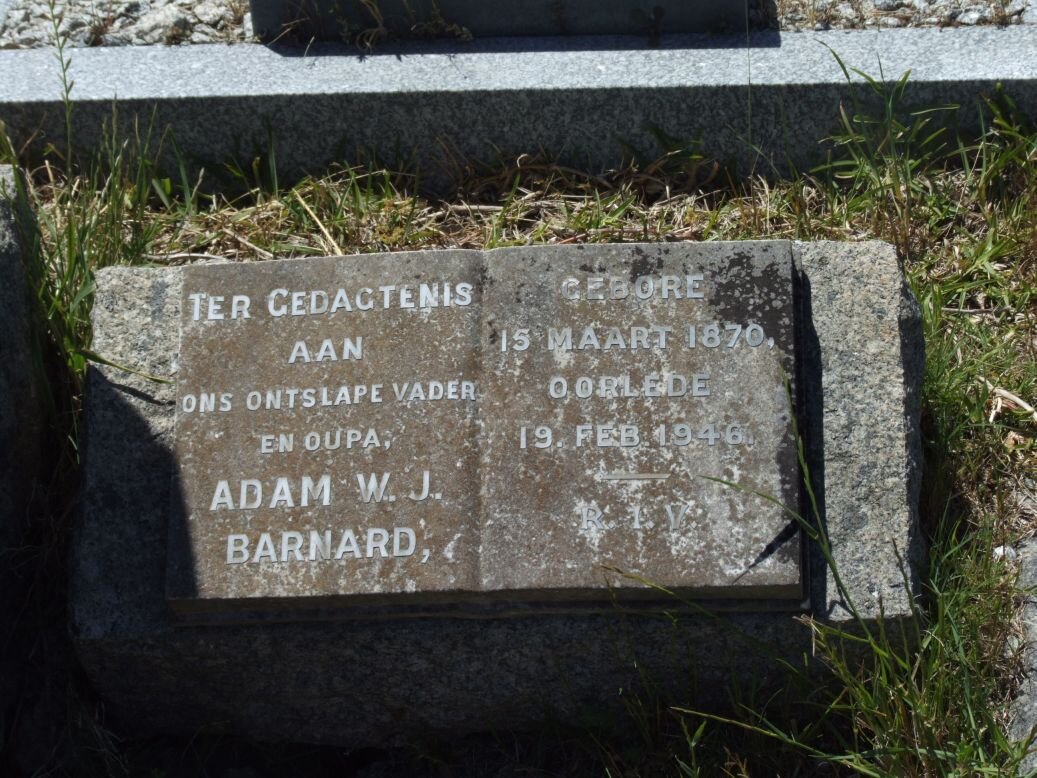 TER GEDAGTENIS
AAN
ONS ONTSLAPE VADER
EN OUPA,
ADAM W. J.
BARNARD,
GEBORE
15 MAART 1870,
OORLEDE
19. FEB. 1946.
R I V